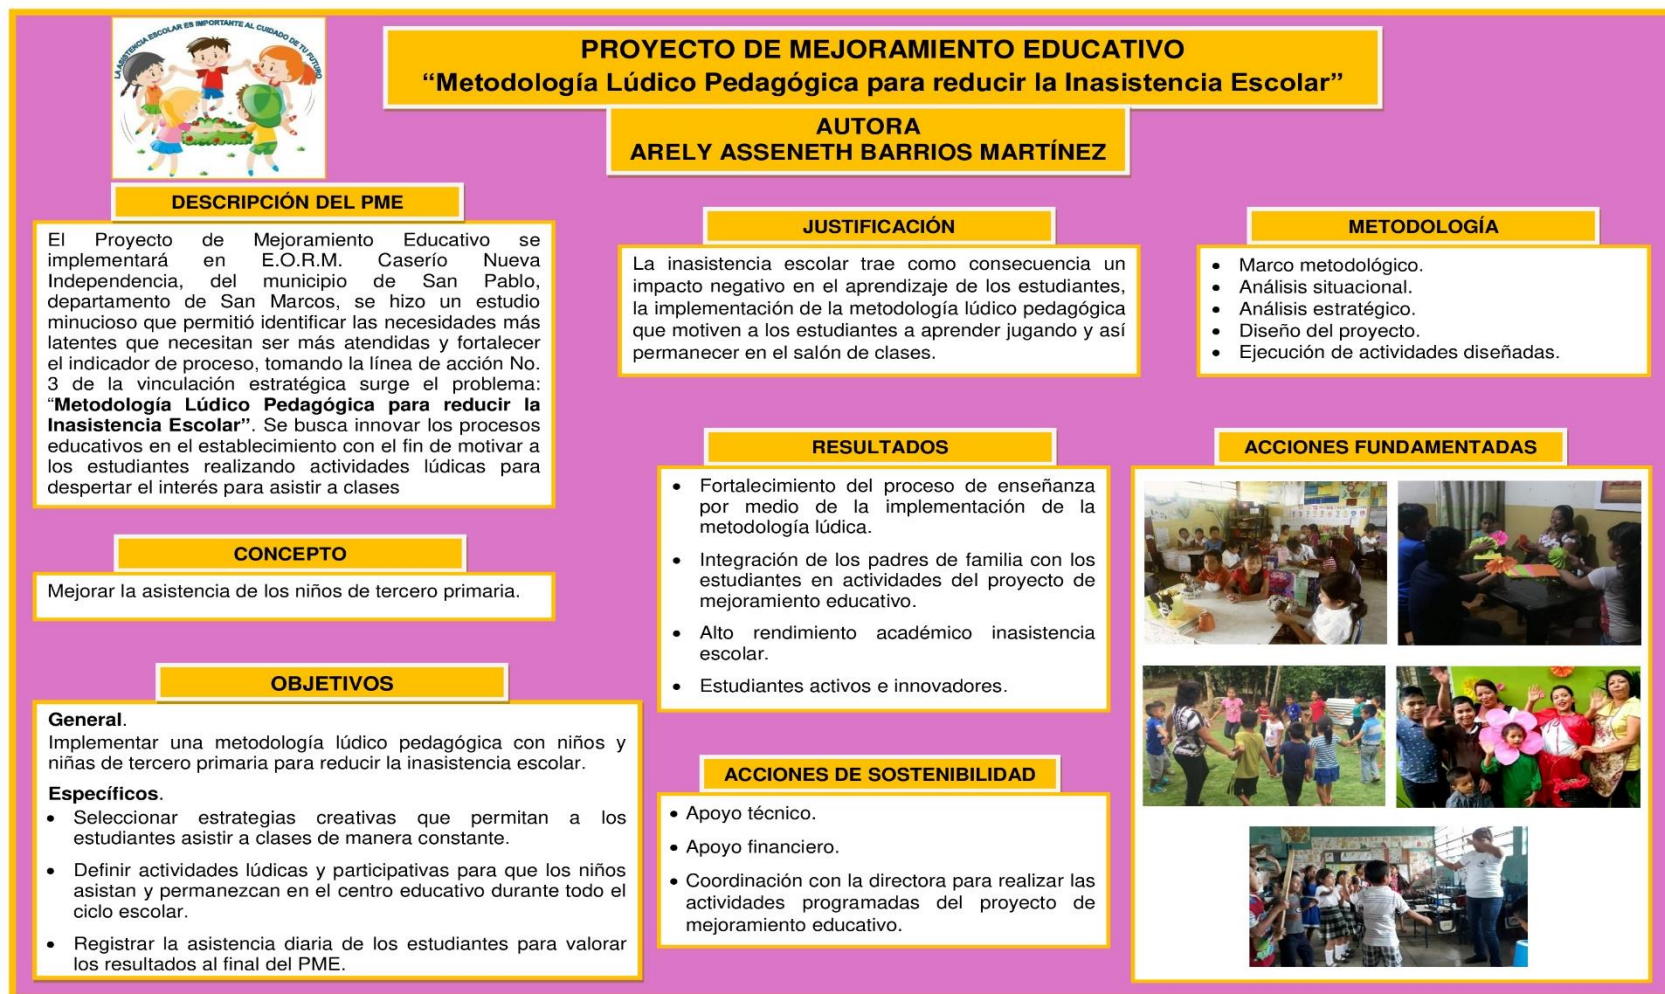 LA ASISTENCIA ESCOLAR ES IMPORTANTE AL CUIDADO DE TU FUTURO
PROYECTO DE MEJORAMIENTO EDUCATIVO
“Metodología Lúdico Pedagógica para reducir la Inasistencia Escolar”
AUTORA
ARELY ASSENETH BARRIOS MARTÍNEZ
DESCRIPCIÓN DEL PME
El Proyecto de Mejoramiento Educativo se
implementará en E.O.R.M. Caserío Nueva
Independencia, del municipio de San Pablo,
departamento de San Marcos, se hizo un estudio
minucioso que permitió identificar las necesidades más
latentes que necesitan ser más atendidas y fortalecer
el indicador de proceso, tomando la línea de acción No.
3 de la vinculación estratégica surge el problema:
“Metodología Lúdico Pedagógica para reducir la
Inasistencia Escolar”. Se busca innovar los procesos
educativos en el establecimiento con el fin de motivar a
los estudiantes realizando actividades lúdicas para
despertar el interés para asistir a clases
CONCEPTO
Mejorar la asistencia de los niños de tercero primaria.
OBJETIVOS
General.
Implementar una metodología lúdico pedagógica con niños y
niñas de tercero primaria para reducir la inasistencia escolar.
Específicos.
• Seleccionar estrategias creativas que permitan a los
estudiantes asistir a clases de manera constante.
• Definir actividades lúdicas y participativas para que los niños
asistan y permanezcan en el centro educativo durante todo el
ciclo escolar.
• Registrar la asistencia diaria de los estudiantes para valorar
los resultados al final del PME.
JUSTIFICACIÓN
La inasistencia escolar trae como consecuencia un
impacto negativo en el aprendizaje de los estudiantes,
la implementación de la metodología lúdico pedagógica
que motiven a los estudiantes a aprender jugando y así
permanecer en el salón de clases.
RESULTADOS
• Fortalecimiento del proceso de enseñanza
por medio de la implementación de la
metodología lúdica.
• Integración de los padres de familia con los
estudiantes en actividades del proyecto de
mejoramiento educativo.
• Alto rendimiento académico inasistencia
escolar.
• Estudiantes activos e innovadores.
ACCIONES DE SOSTENIBILIDAD
• Apoyo técnico.
• Apoyo financiero.
• Coordinación con la directora para realizar las
actividades programadas del proyecto de
mejoramiento educativo.
METODOLOGÍA
• Marco metodológico.
• Análisis situacional.
• Análisis estratégico.
• Diseño del proyecto.
• Ejecución de actividades diseñadas.
ACCIONES FUNDAMENTADAS